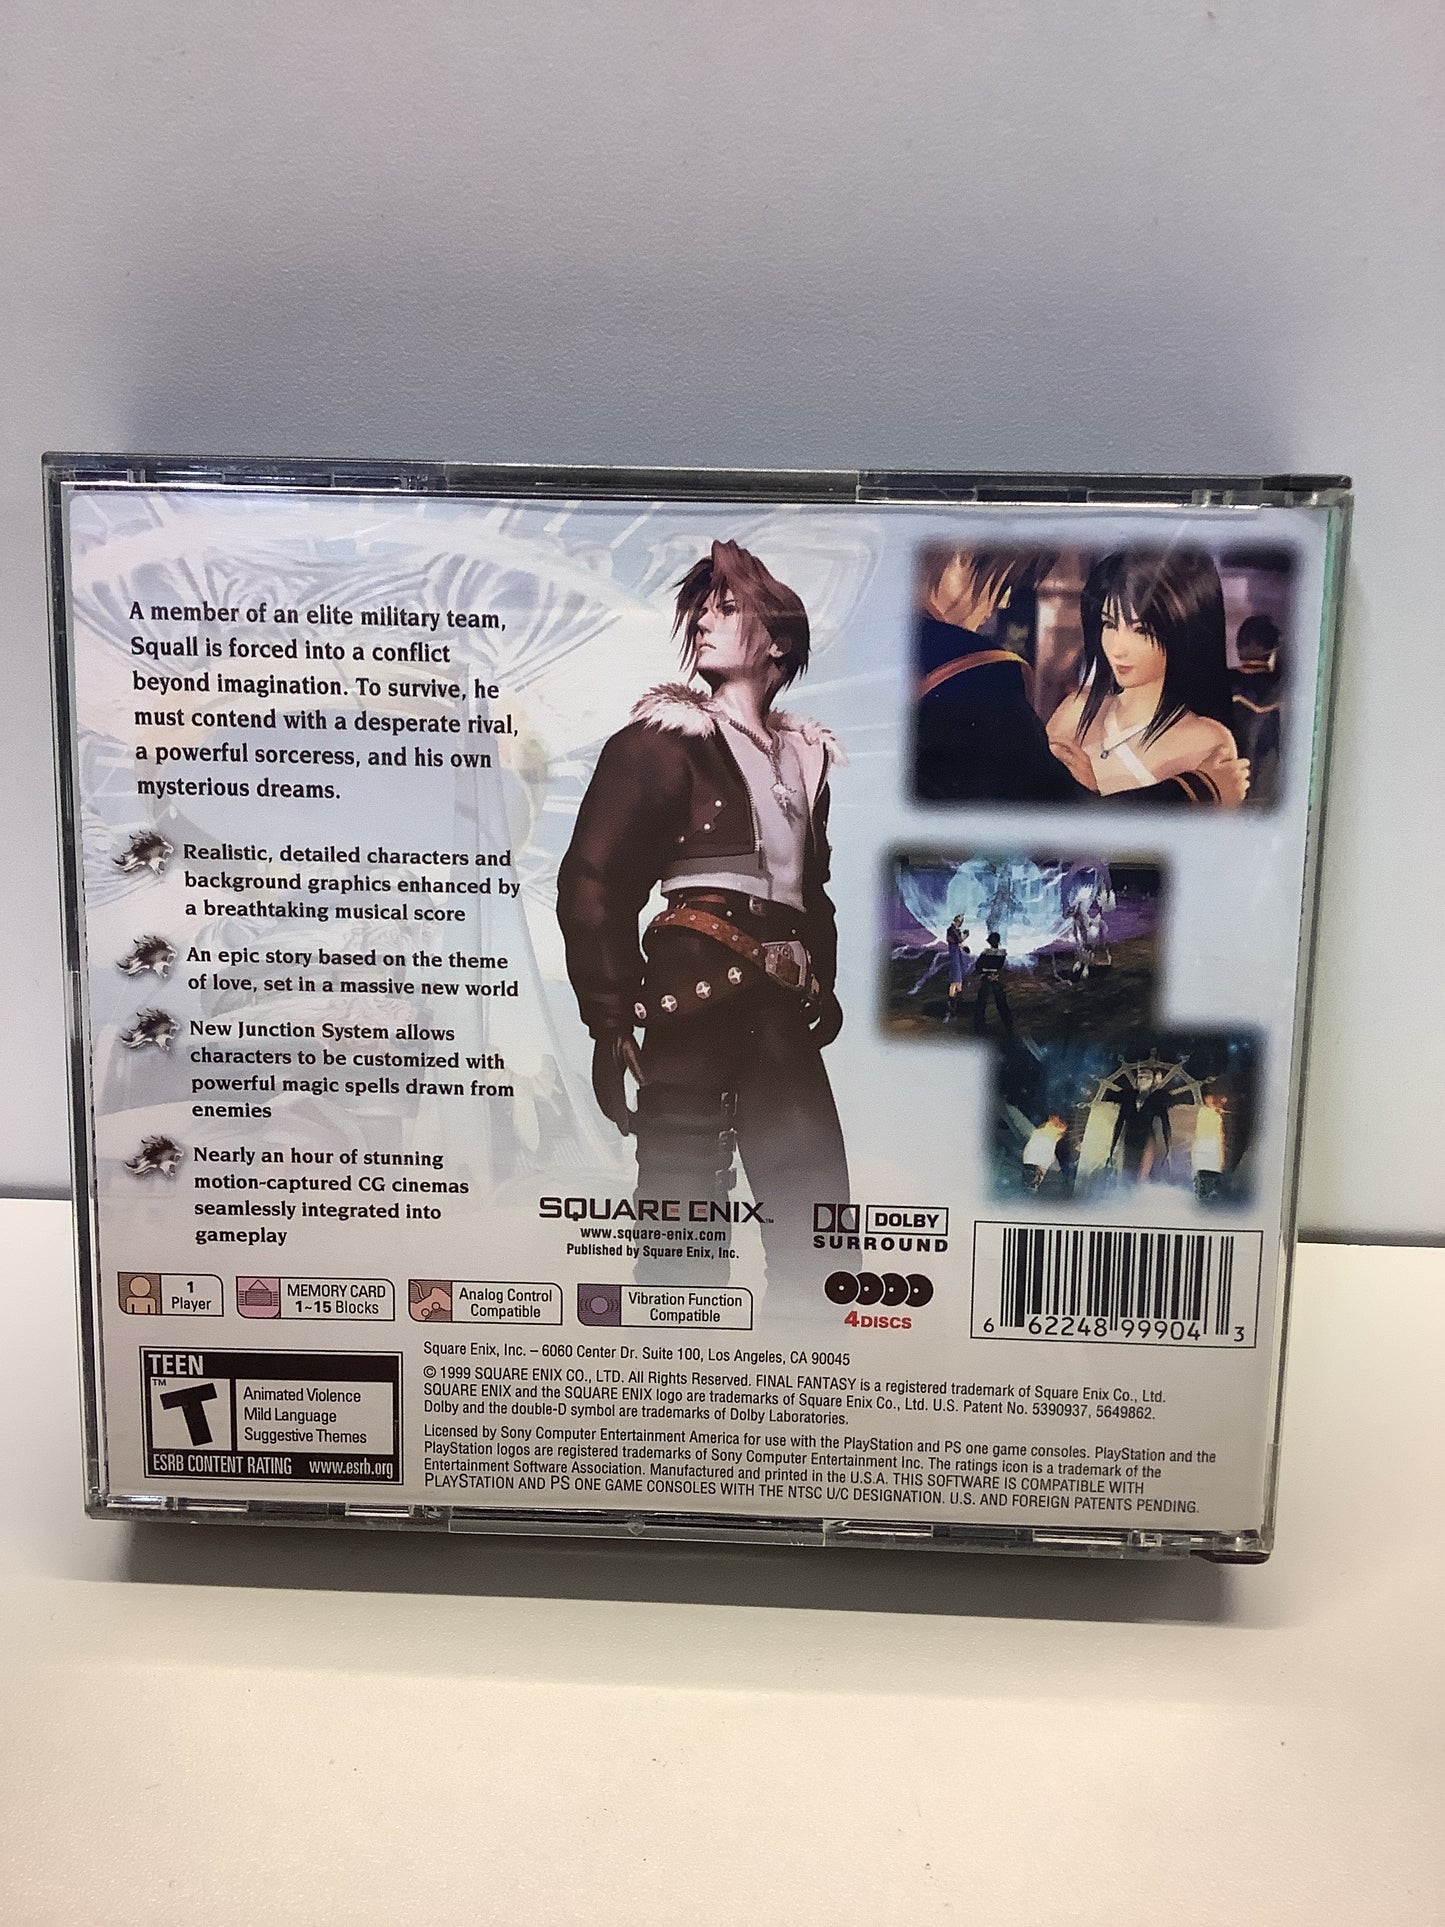 A member of an elite military team,
Squall is forced into a conflict
beyond imagination. To survive, he
must contend with a desperate rival,
a powerful sorceress, and his own
mysterious dreams.
Realistic, detailed characters and
background graphics enhanced by
a breathtaking musical score
An epic story based on the theme
of love, set in a massive new world
New Junction System allows
characters to be customized with
powerful magic spells drawn from
enemies
Nearly an hour of stunning
motion-captured CG cinemas
seamlessly integrated into
gameplay
SQUARE ENIX™
www.square-enix.com
Published by Square Enix, Inc.
DOLBY
SURROUND
4 DISCS
6 62248 99904 3
1
Player
MEMORY CARD
1~15 Blocks
Analog Control
Compatible
Vibration Function
Compatible
TEEN
T™
Animated Violence
Mild Language
Suggestive Themes
ESRB CONTENT RATING www.esrb.org
Square Enix, Inc. – 6060 Center Dr. Suite 100, Los Angeles, CA 90045
© 1999 SQUARE ENIX CO., LTD. All Rights Reserved. FINAL FANTASY is a registered trademark of Square Enix Co., Ltd.
SQUARE ENIX and the SQUARE ENIX logo are trademarks of Square Enix Co., Ltd. U.S. Patent No. 5390937, 5649862.
Dolby and the double-D symbol are trademarks of Dolby Laboratories.
Licensed by Sony Computer Entertainment America for use with the PlayStation and PS one game consoles. PlayStation and the
PlayStation logos are registered trademarks of Sony Computer Entertainment Inc. The ratings icon is a trademark of the
Entertainment Software Association. Manufactured and printed in the U.S.A. THIS SOFTWARE IS COMPATIBLE WITH
PLAYSTATION AND PS ONE GAME CONSOLES WITH THE NTSC U/C DESIGNATION. U.S. AND FOREIGN PATENTS PENDING.